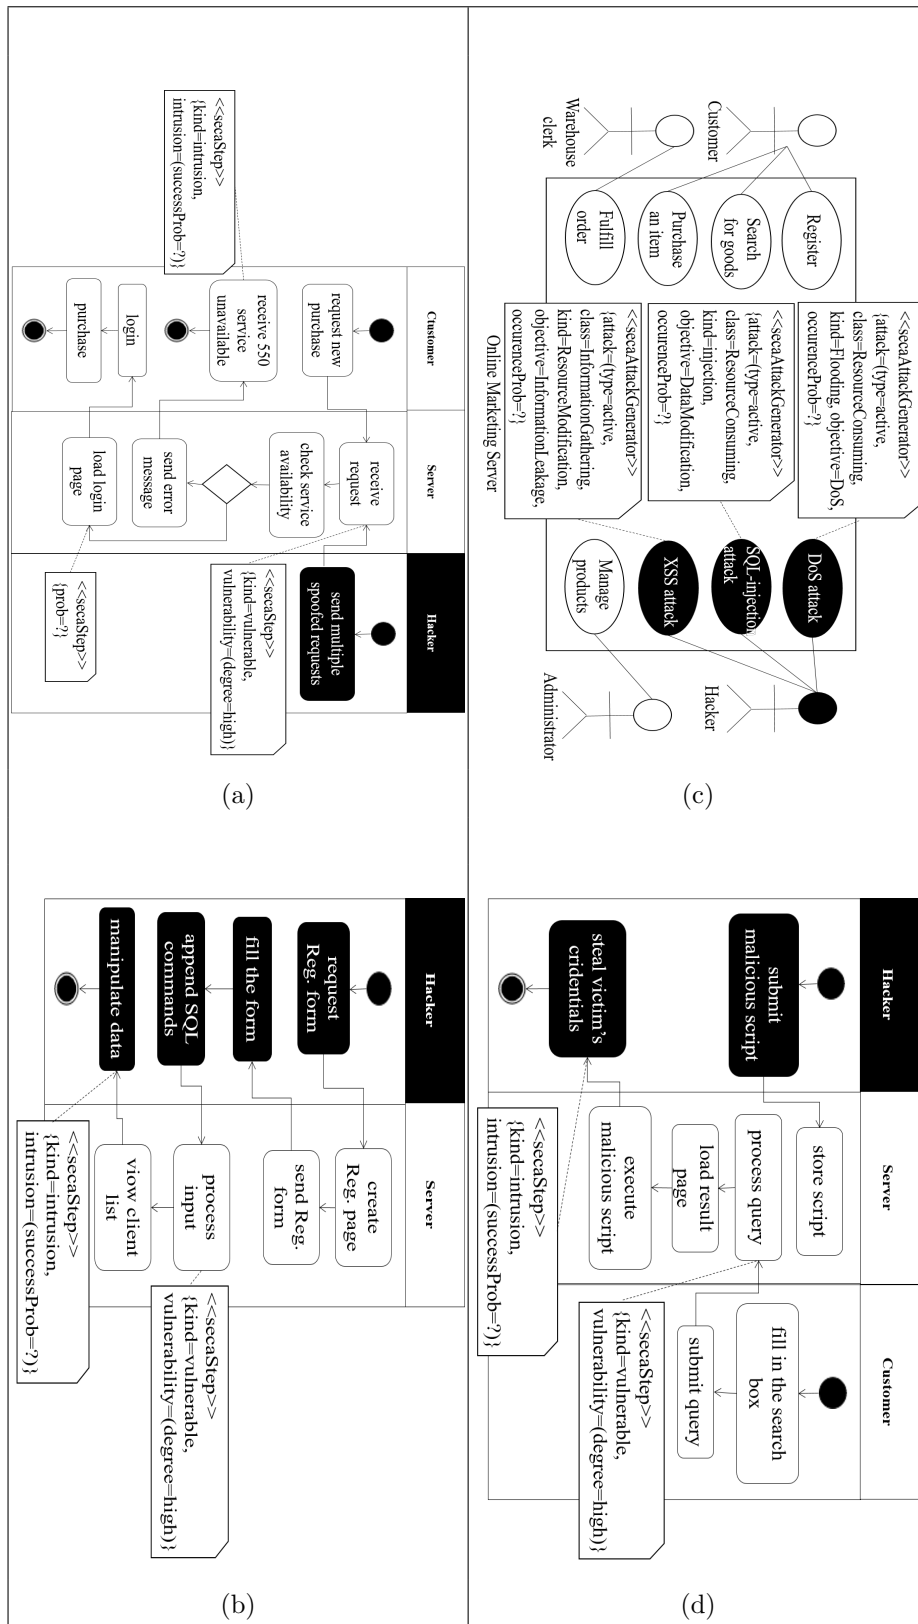 Ctustomer
Server
Hacker
request new
purchase
receive 550
service
unavailable
login
purchase
receive
request
check service
availability
send error
message
load login
page
send multiple
spoofed requests
<<secaStep>>
{kind=intrusion,
intrusion=(successProb=?)}
<<secaStep>>
{kind=vulnerable,
vulnerability=(degree=high)}
<<secaStep>>
{prob=?}
(a)
Hacker
Server
request
Reg. form
fill the form
append SQL
commands
manipulate data
create
Reg. page
send Reg.
form
process
input
viow client
list
<<secaStep>>
{kind=vulnerable,
vulnerability=(degree=high)}
<<secaStep>>
{kind=intrusion,
intrusion=(successProb=?)}
(b)
Customer
Warehouse
clerk
Register
Search
for goods
Purchase
an item
Fulfill
order
<<secaAttackGenerator>>
{attack=(type=active,
class=ResourceConsuming,
kind=Flooding, objective=DoS,
occurenceProb=?}
<<secaAttackGenerator>>
{attack=(type=active,
class=ResourceConsuming,
kind=injection,
objective=DataModification,
occurenceProb=?}
<<secaAttackGenerator>>
{attack=(type=active,
class=InformationGathering,
kind=ResourceModification,
objective=InformationLeakage,
occurenceProb=?}
Online Marketing Server
DoS attack
SQL-injection
attack
XSS attack
Manage
products
Hacker
Administrator
(c)
Hacker
Server
Customer
submit
malicious script
steal victim's
cridentials
store script
process query
load result
page
execute
malicious script
fill in the search
box
submit query
<<secaStep>>
{kind=vulnerable,
vulnerability=(degree=high)}
<<secaStep>>
{kind=intrusion,
intrusion=(successProb=?)}
(d)